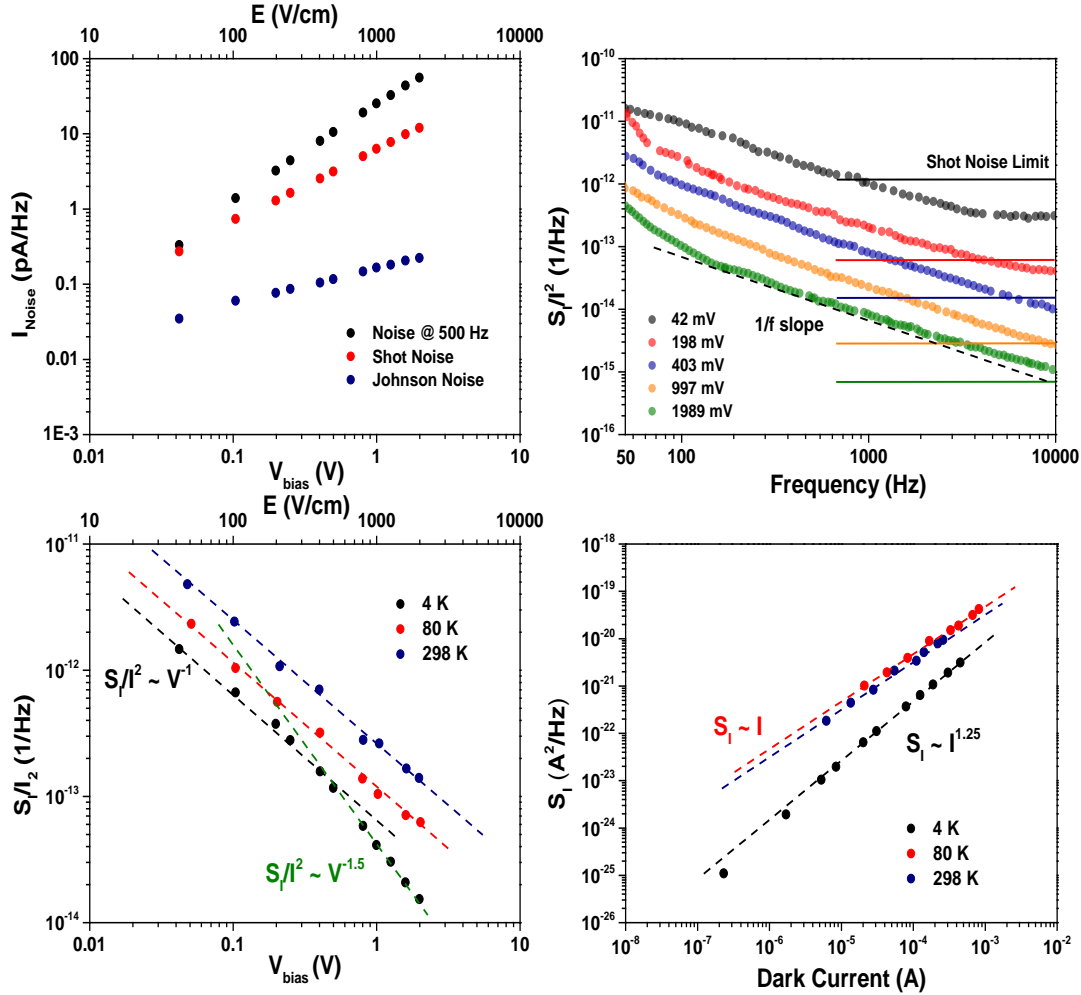 E (V/cm)
10 100 1000 10000
100
10
1
0.1
0.01
1E-3
I_Noise (pA/Hz)
Noise @ 500 Hz
Shot Noise
Johnson Noise
0.01 0.1 1 10
V_bias (V)
10^-10
10^-11
10^-12
10^-13
10^-14
10^-15
10^-16
S_I/I^2 (1/Hz)
Shot Noise Limit
1/f slope
42 mV
198 mV
403 mV
997 mV
1989 mV
50 100 1000 10000
Frequency (Hz)
E (V/cm)
10 100 1000 10000
10^-11
10^-12
10^-13
10^-14
S_I/I_2 (1/Hz)
4 K
80 K
298 K
S_I/I^2 ~ V^-1
S_I/I^2 ~ V^-1.5
0.01 0.1 1 10
V_bias (V)
10^-18
10^-19
10^-20
10^-21
10^-22
10^-23
10^-24
10^-25
10^-26
S_I (A^2/Hz)
S_I ~ I
S_I ~ I^1.25
4 K
80 K
298 K
10^-8 10^-7 10^-6 10^-5 10^-4 10^-3 10^-2
Dark Current (A)